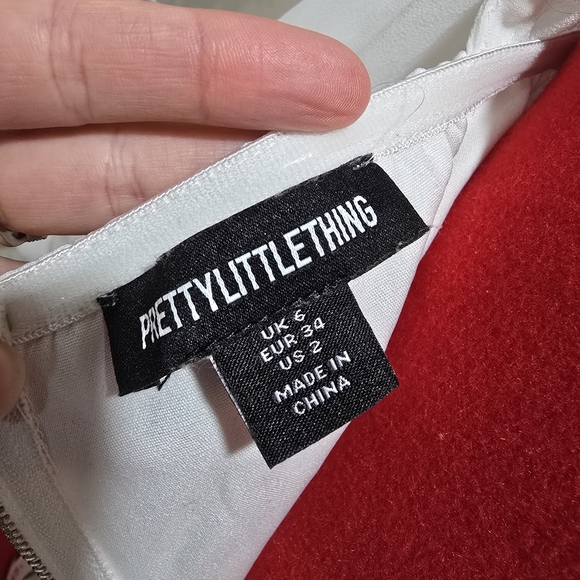 PRETTYLITTLETHING
UK 6
EUR 34
US 2
MADE IN
CHINA